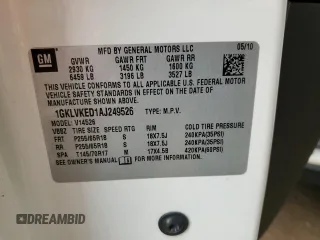 GM
MFD BY GENERAL MOTORS LLC
05/10
GVWR GAWR FRT GAWR RR
2930 KG 1450 KG 1600 KG
6459 LB 3196 LB 3527 LB
THIS VEHICLE CONFORMS TO ALL APPLICABLE U.S. FEDERAL MOTOR
VEHICLE SAFETY STANDARDS IN EFFECT ON THE DATE OF
MANUFACTURE SHOWN ABOVE.
1GKLVKED1AJ249526 TYPE: M.P.V.
MODEL: V14526
VBBZ TIRE SIZE SPEED RTG RIM COLD TIRE PRESSURE
FRT P255/65R18 S 18X7.5J 240KPA(35PSI)
RR P255/65R18 S 18X7.5J 240KPA(35PSI)
SPA T145/70R17 M 17X4.5B 420KPA(60PSI)
SEE OWNER'S MANUAL FOR ADDITIONAL INFORMATION.
DREAMBID